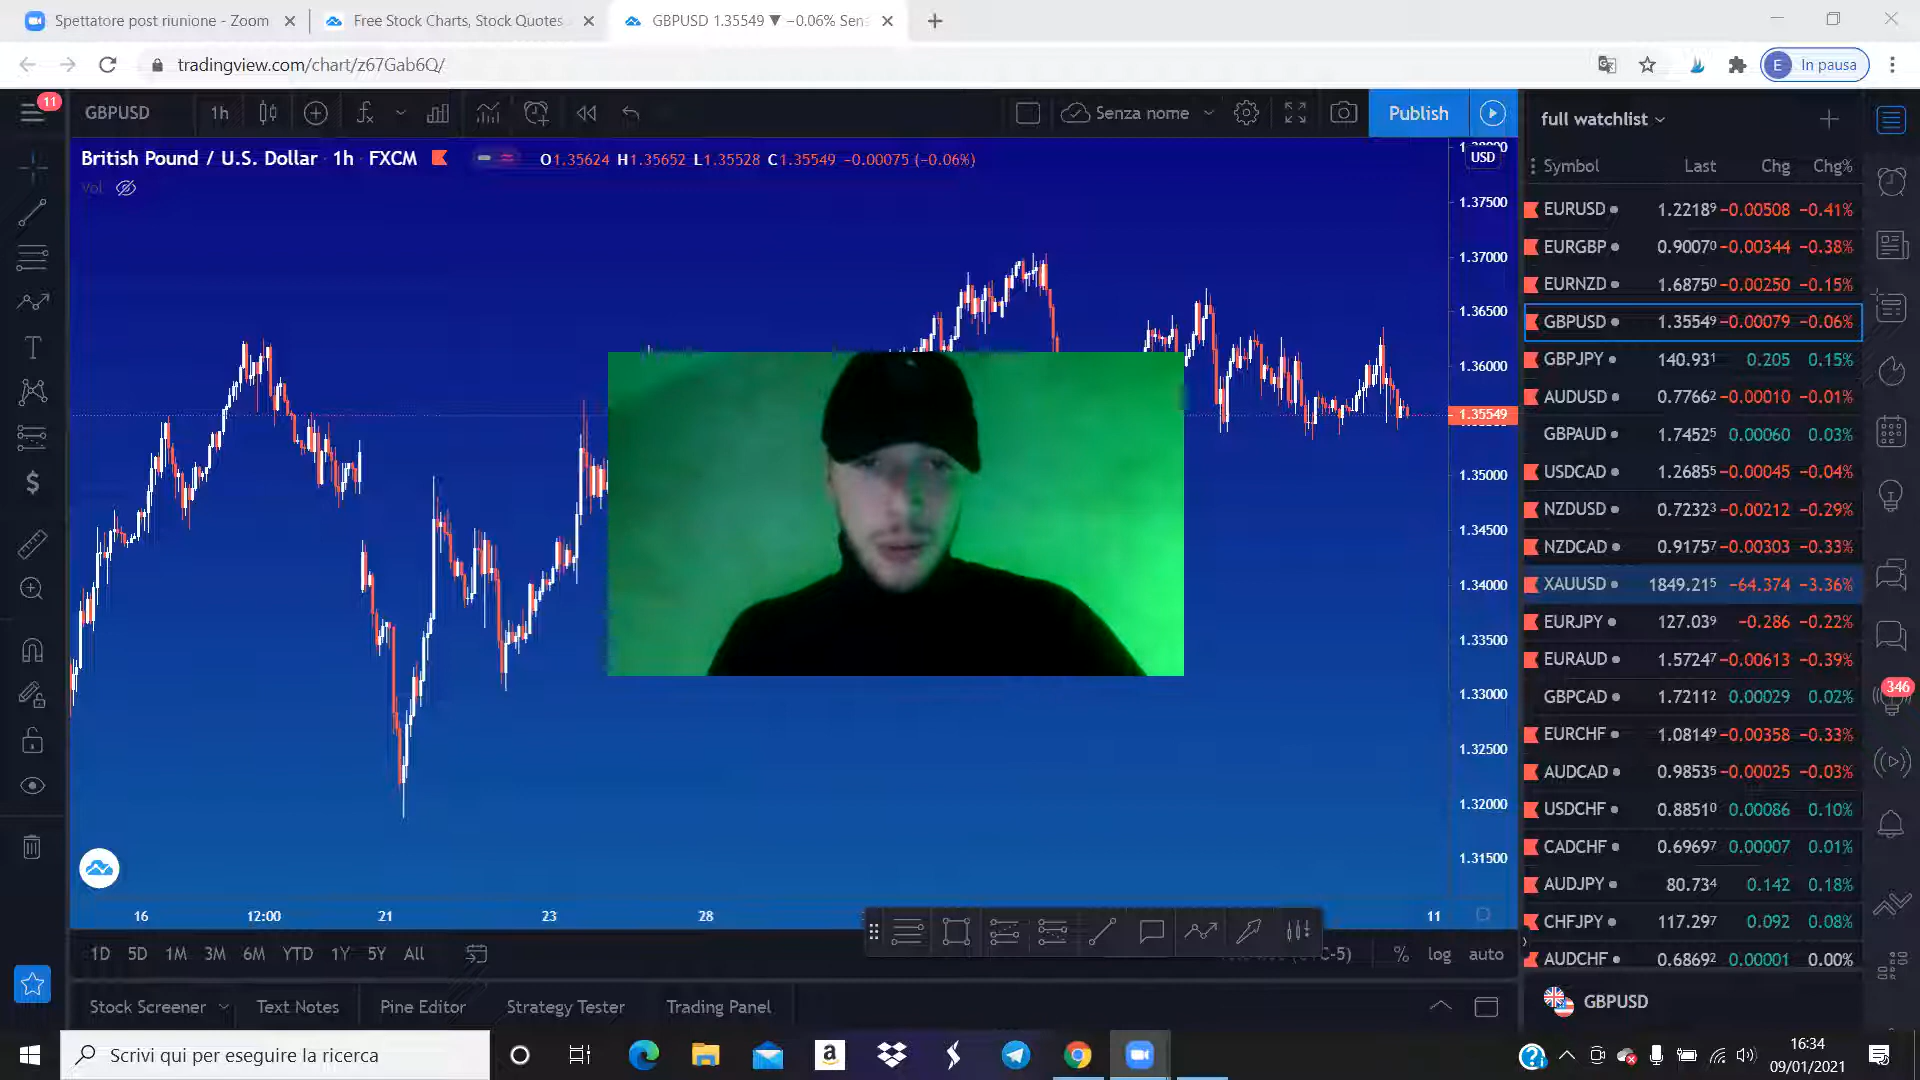 Spettatore post riunione - Zoom
Free Stock Charts, Stock Quotes
GBPUSD 1.35549 ▼ −0.06% Sen
tradingview.com/chart/z67Gab6Q/
E In pausa
11
GBPUSD 1h
Senza nome
Publish
British Pound / U.S. Dollar · 1h · FXCM
O1.35624 H1.35652 L1.35528 C1.35549 −0.00075 (−0.06%)
Vol
USD
1.37500
1.37000
1.36500
1.36000
1.35549
1.35000
1.34500
1.34000
1.33500
1.33000
1.32500
1.32000
1.31500
16 12:00 21 23 28 11
1D 5D 1M 3M 6M YTD 1Y 5Y All
% log auto
Stock Screener Text Notes Pine Editor Strategy Tester Trading Panel
full watchlist
Symbol Last Chg Chg%
EURUSD 1.22189 −0.00508 −0.41%
EURGBP 0.90070 −0.00344 −0.38%
EURNZD 1.68750 −0.00250 −0.15%
GBPUSD 1.35549 −0.00079 −0.06%
GBPJPY 140.931 0.205 0.15%
AUDUSD 0.77662 −0.00010 −0.01%
GBPAUD 1.74525 0.00060 0.03%
USDCAD 1.26855 −0.00045 −0.04%
NZDUSD 0.72323 −0.00212 −0.29%
NZDCAD 0.91757 −0.00303 −0.33%
XAUUSD 1849.215 −64.374 −3.36%
EURJPY 127.039 −0.286 −0.22%
EURAUD 1.57247 −0.00613 −0.39%
GBPCAD 1.72112 0.00029 0.02%
EURCHF 1.08149 −0.00358 −0.33%
AUDCAD 0.98535 −0.00025 −0.03%
USDCHF 0.88510 0.00086 0.10%
CADCHF 0.69697 0.00007 0.01%
AUDJPY 80.734 0.142 0.18%
CHFJPY 117.297 0.092 0.08%
AUDCHF 0.68692 0.00001 0.00%
GBPUSD
346
Scrivi qui per eseguire la ricerca
16:34
09/01/2021